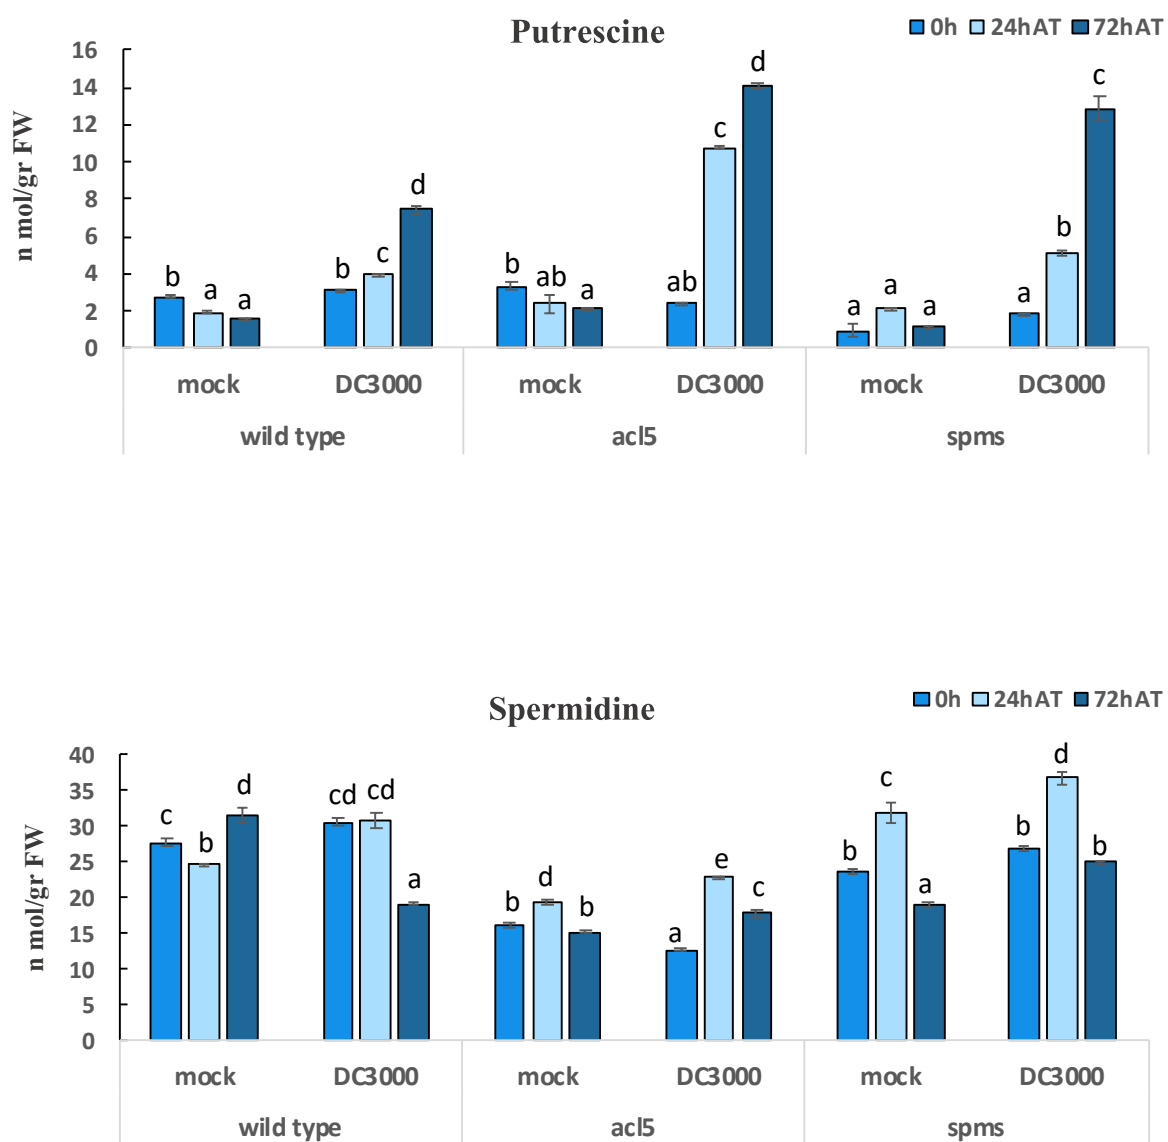 Putrescine
0h 24hAT 72hAT
n mol/gr FW
16
14
12
10
8
6
4
2
0
b a a b c d b ab a ab c d a a a a b c
mock DC3000 mock DC3000 mock DC3000
wild type acl5 spms
Spermidine
0h 24hAT 72hAT
n mol/gr FW
40
35
30
25
20
15
10
5
0
c b d cd cd a b d b a e c b c a b d b
mock DC3000 mock DC3000 mock DC3000
wild type acl5 spms